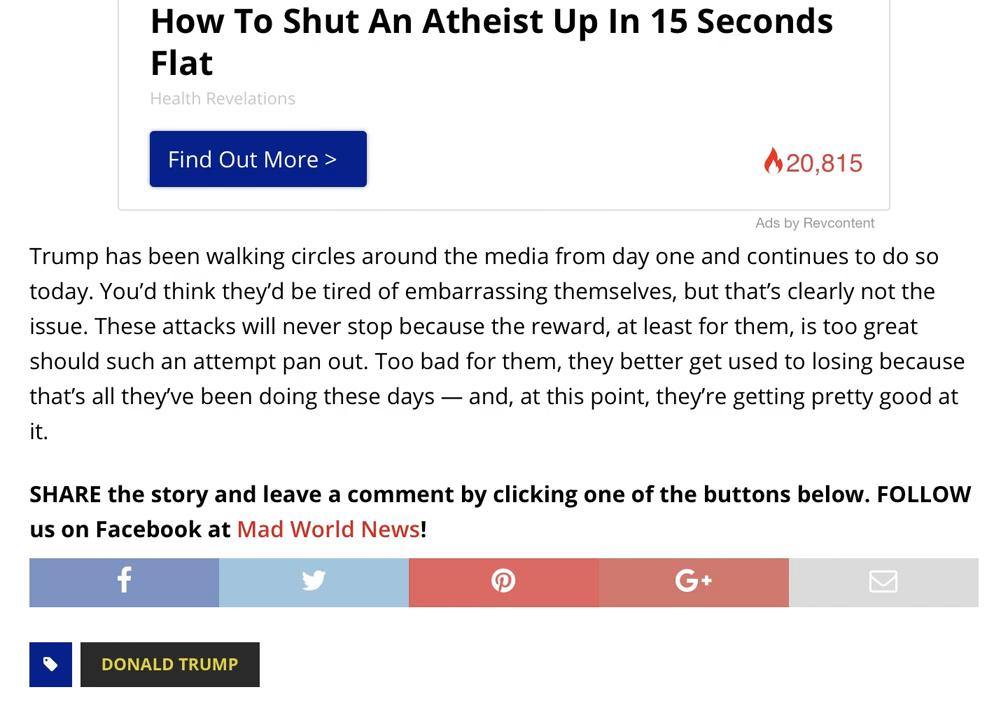 How To Shut An Atheist Up In 15 Seconds
Flat
Health Revelations
Find Out More >
20,815
Ads by Revcontent
Trump has been walking circles around the media from day one and continues to do so
today. You’d think they’d be tired of embarrassing themselves, but that’s clearly not the
issue. These attacks will never stop because the reward, at least for them, is too great
should such an attempt pan out. Too bad for them, they better get used to losing because
that’s all they’ve been doing these days — and, at this point, they’re getting pretty good at
it.
SHARE the story and leave a comment by clicking one of the buttons below. FOLLOW
us on Facebook at Mad World News!
G+
DONALD TRUMP